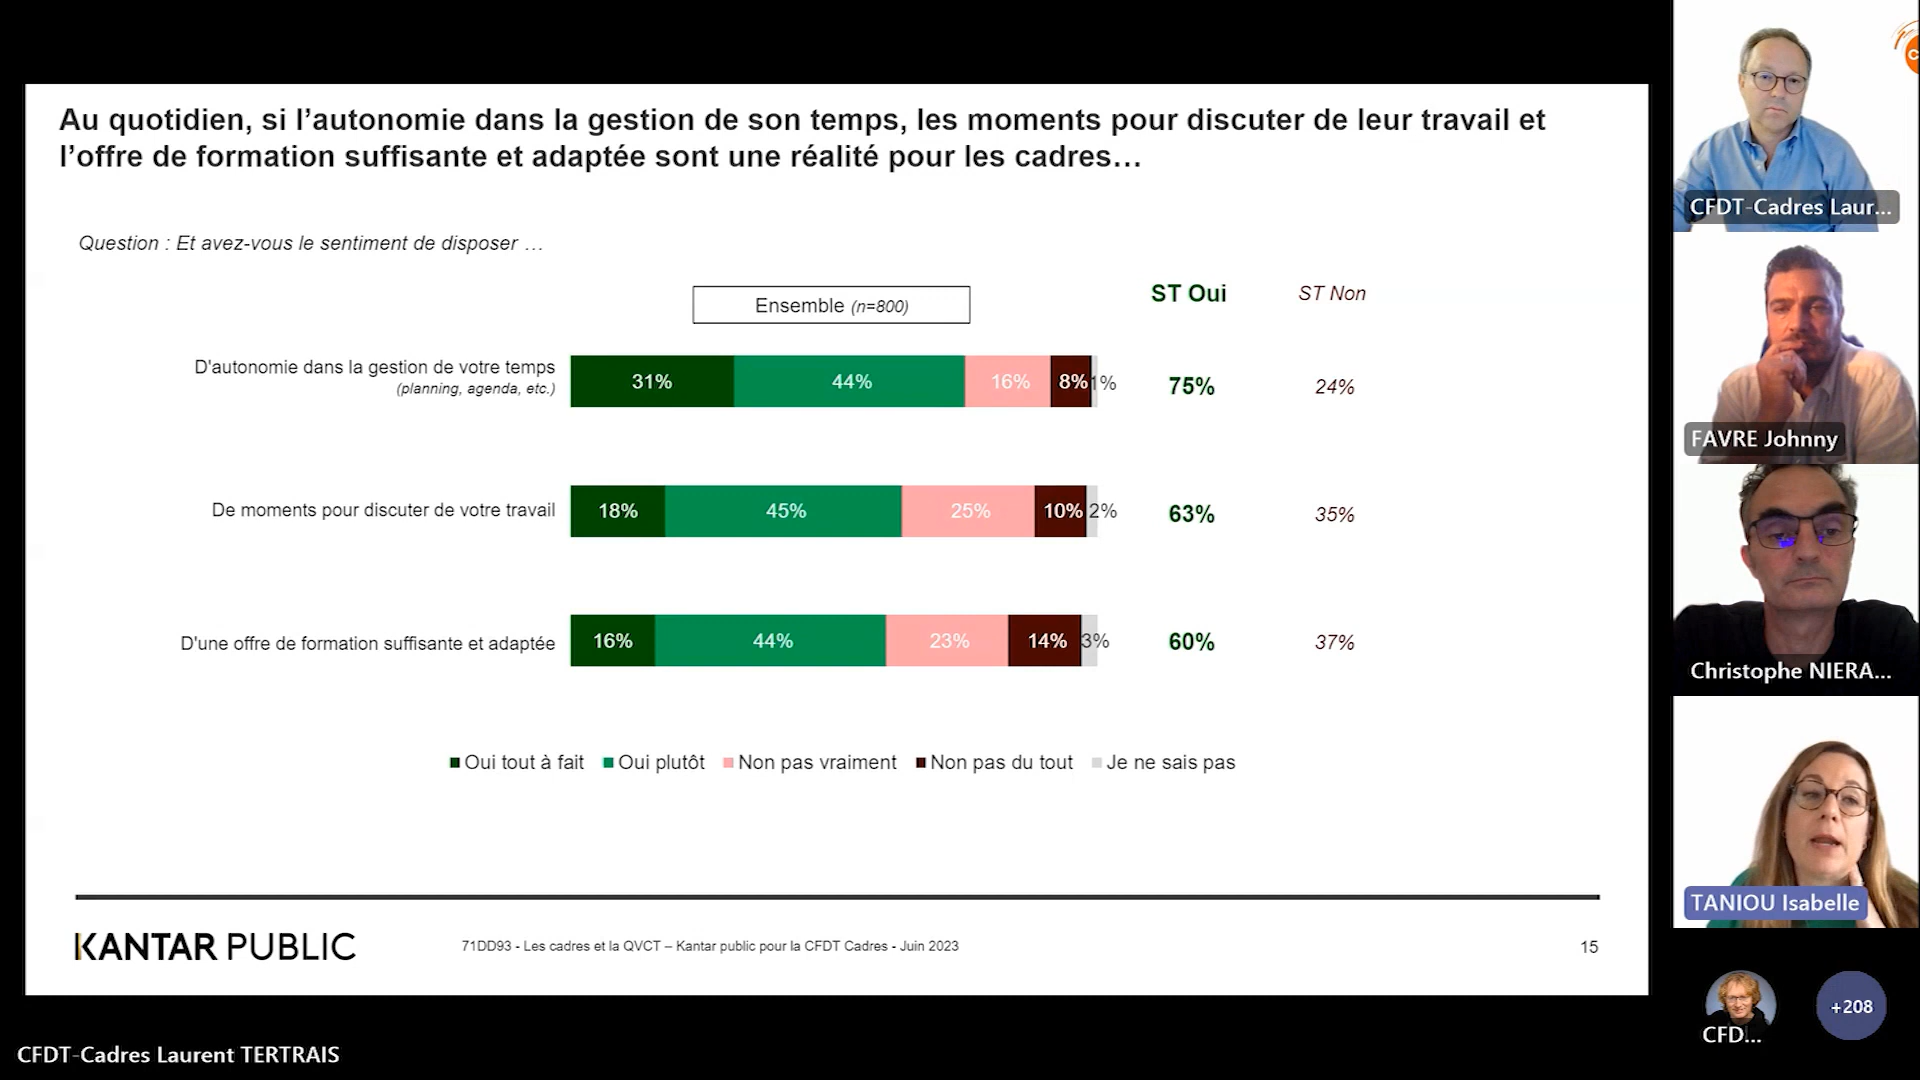 Au quotidien, si l’autonomie dans la gestion de son temps, les moments pour discuter de leur travail et
l’offre de formation suffisante et adaptée sont une réalité pour les cadres…
Question : Et avez-vous le sentiment de disposer …
Ensemble (n=800)
ST Oui
ST Non
D'autonomie dans la gestion de votre temps
(planning, agenda, etc.)
31% 44% 16% 8% 1%
75%
24%
De moments pour discuter de votre travail
18% 45% 25% 10% 2%
63%
35%
D'une offre de formation suffisante et adaptée
16% 44% 23% 14% 3%
60%
37%
Oui tout à fait Oui plutôt Non pas vraiment Non pas du tout Je ne sais pas
KANTAR PUBLIC
71DD93 - Les cadres et la QVCT – Kantar public pour la CFDT Cadres - Juin 2023
15
CFDT-Cadres Laur...
FAVRE Johnny
Christophe NIERA...
TANIOU Isabelle
CFD...
+208
CFDT-Cadres Laurent TERTRAIS